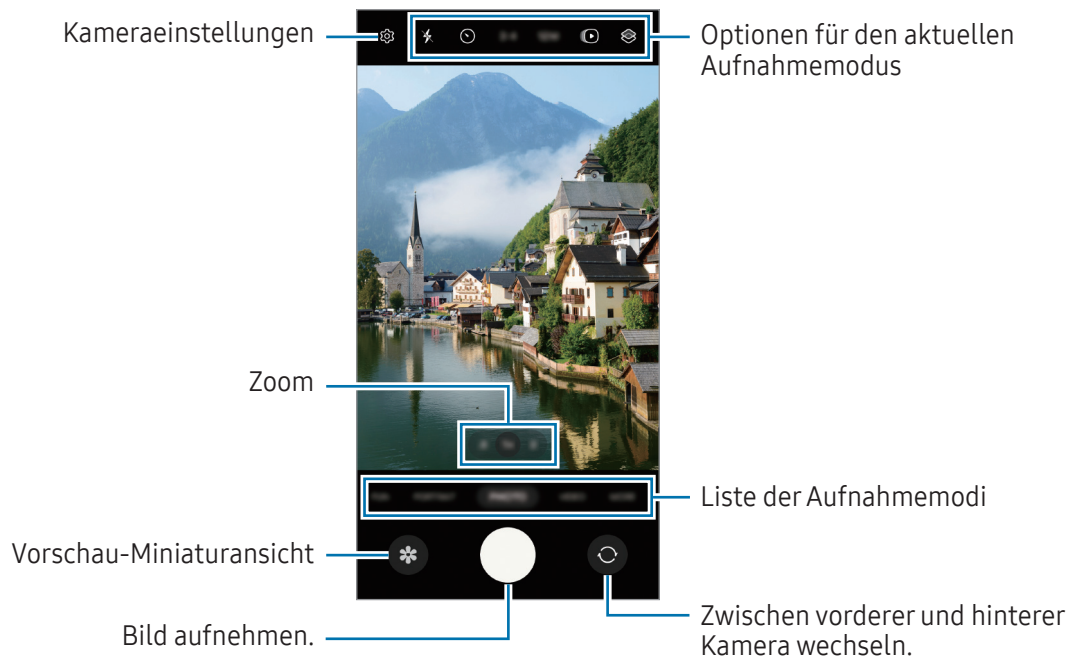 Kameraeinstellungen
Optionen für den aktuellen
Aufnahmemodus
Zoom
Liste der Aufnahmemodi
Vorschau-Miniaturansicht
Bild aufnehmen.
Zwischen vorderer und hinterer
Kamera wechseln.